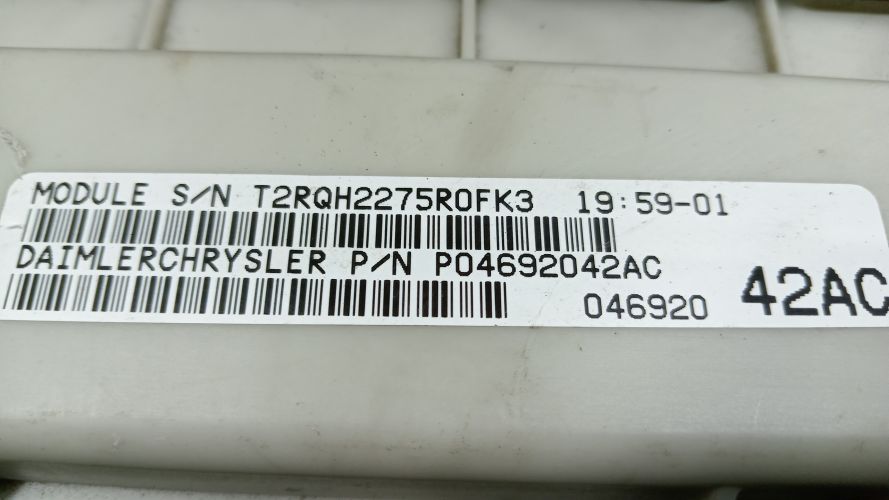 MODULE S/N T2RQH2275R0FK3 19:59-01
DAIMLERCHRYSLER P/N P04692042AC
046920 42AC